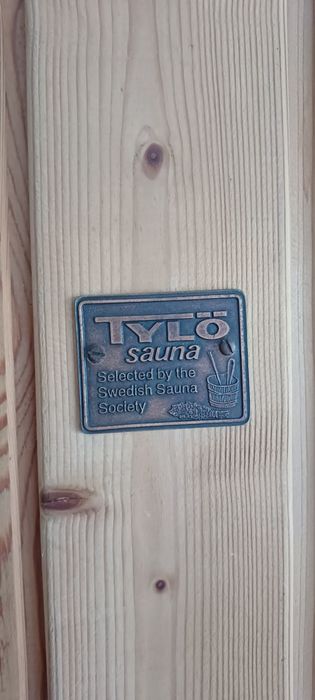 TYLÖ
sauna
Selected by the
Swedish Sauna
Society